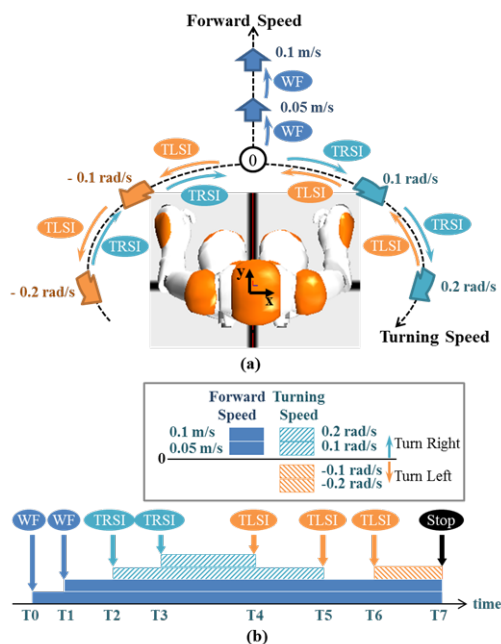 Forward Speed
0.1 m/s
WF
0.05 m/s
WF
TLSI
0
TRSI
- 0.1 rad/s
TRSI
TLSI
0.1 rad/s
TLSI
TRSI
y
x
TLSI
TRSI
- 0.2 rad/s
0.2 rad/s
Turning Speed
(a)
Forward Turning
Speed Speed
0.1 m/s 0.2 rad/s
0.05 m/s 0.1 rad/s
Turn Right
0
-0.1 rad/s
-0.2 rad/s
Turn Left
WF WF TRSI TRSI TLSI TLSI TLSI Stop
time
T0 T1 T2 T3 T4 T5 T6 T7
(b)